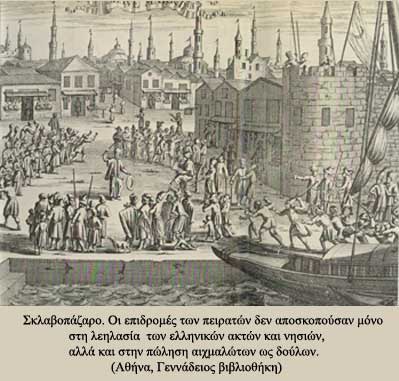 Σκλαβοπάζαρο. Οι επιδρομές των πειρατών δεν αποσκοπούσαν μόνο
στη λεηλασία των ελληνικών ακτών και νησιών,
αλλά και στην πώληση αιχμαλώτων ως δούλων.
(Αθήνα, Γεννάδειος βιβλιοθήκη)